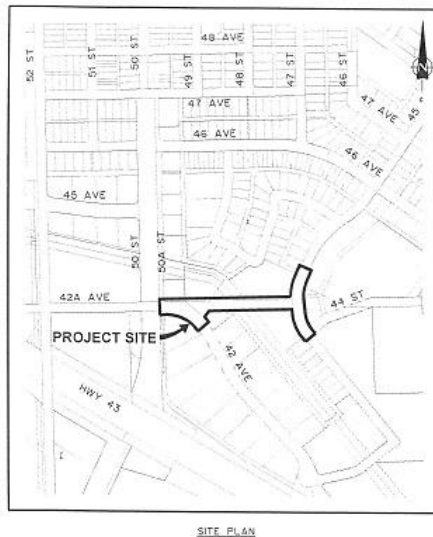 48 AVE
52 ST
51 ST
50 ST
49 ST
48 ST
47 ST
46 ST
N
47 AVE
46 AVE
47 AVE
45
46 AVE
45 AVE
50 ST
50A ST
42A AVE
44 ST
PROJECT SITE
42 AVE
HWY 43
SITE PLAN